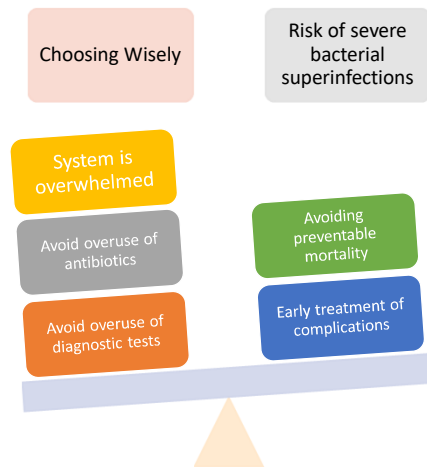 Choosing Wisely
Risk of severe
bacterial
superinfections
System is
overwhelmed
Avoid overuse of
antibiotics
Avoid overuse of
diagnostic tests
Avoiding
preventable
mortality
Early treatment of
complications